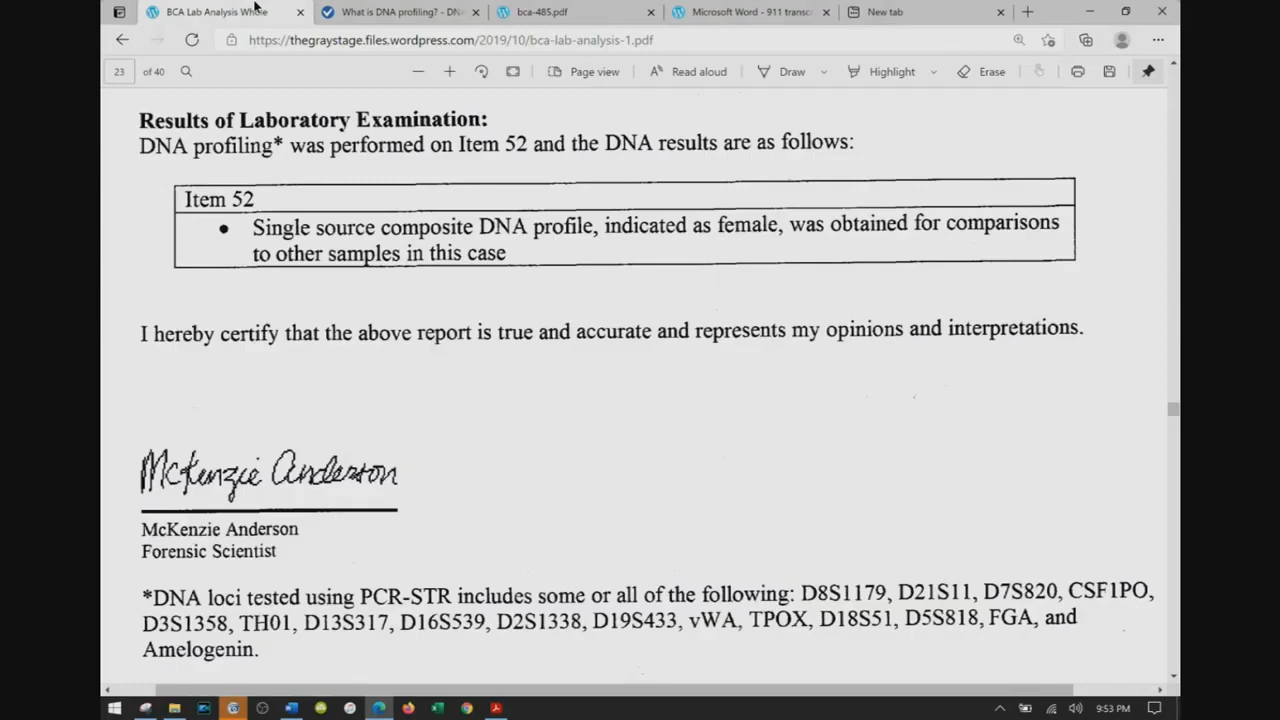 BCA Lab Analysis Whole
What is DNA profiling? - DN
bca-485.pdf
Microsoft Word - 911 transc
New tab
https://thegraystage.files.wordpress.com/2019/10/bca-lab-analysis-1.pdf
23 of 40
Page view
Read aloud
Draw
Highlight
Erase
Results of Laboratory Examination:
DNA profiling* was performed on Item 52 and the DNA results are as follows:
Item 52
• Single source composite DNA profile, indicated as female, was obtained for comparisons
to other samples in this case
I hereby certify that the above report is true and accurate and represents my opinions and interpretations.
McKenzie Anderson
McKenzie Anderson
Forensic Scientist
*DNA loci tested using PCR-STR includes some or all of the following: D8S1179, D21S11, D7S820, CSF1PO,
D3S1358, TH01, D13S317, D16S539, D2S1338, D19S433, vWA, TPOX, D18S51, D5S818, FGA, and
Amelogenin.
9:53 PM